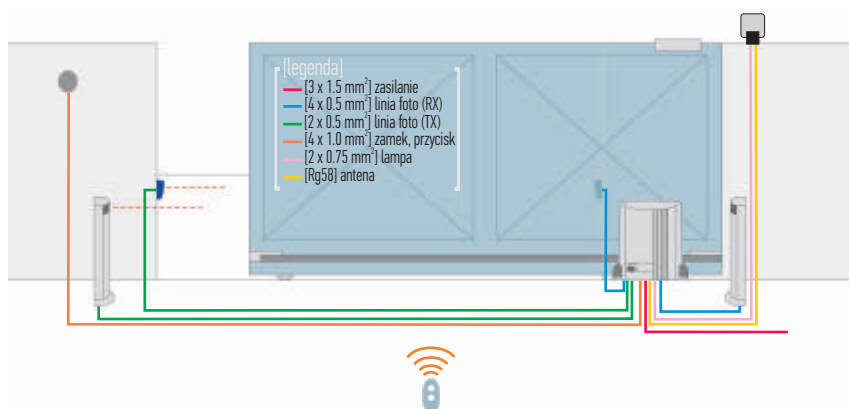 [legenda]
[3 x 1.5 mm²] zasilanie
[4 x 0.5 mm²] linia foto (RX)
[2 x 0.5 mm²] linia foto (TX)
[4 x 1.0 mm²] zamek, przycisk
[2 x 0.75 mm²] lampa
[Rg58] antena